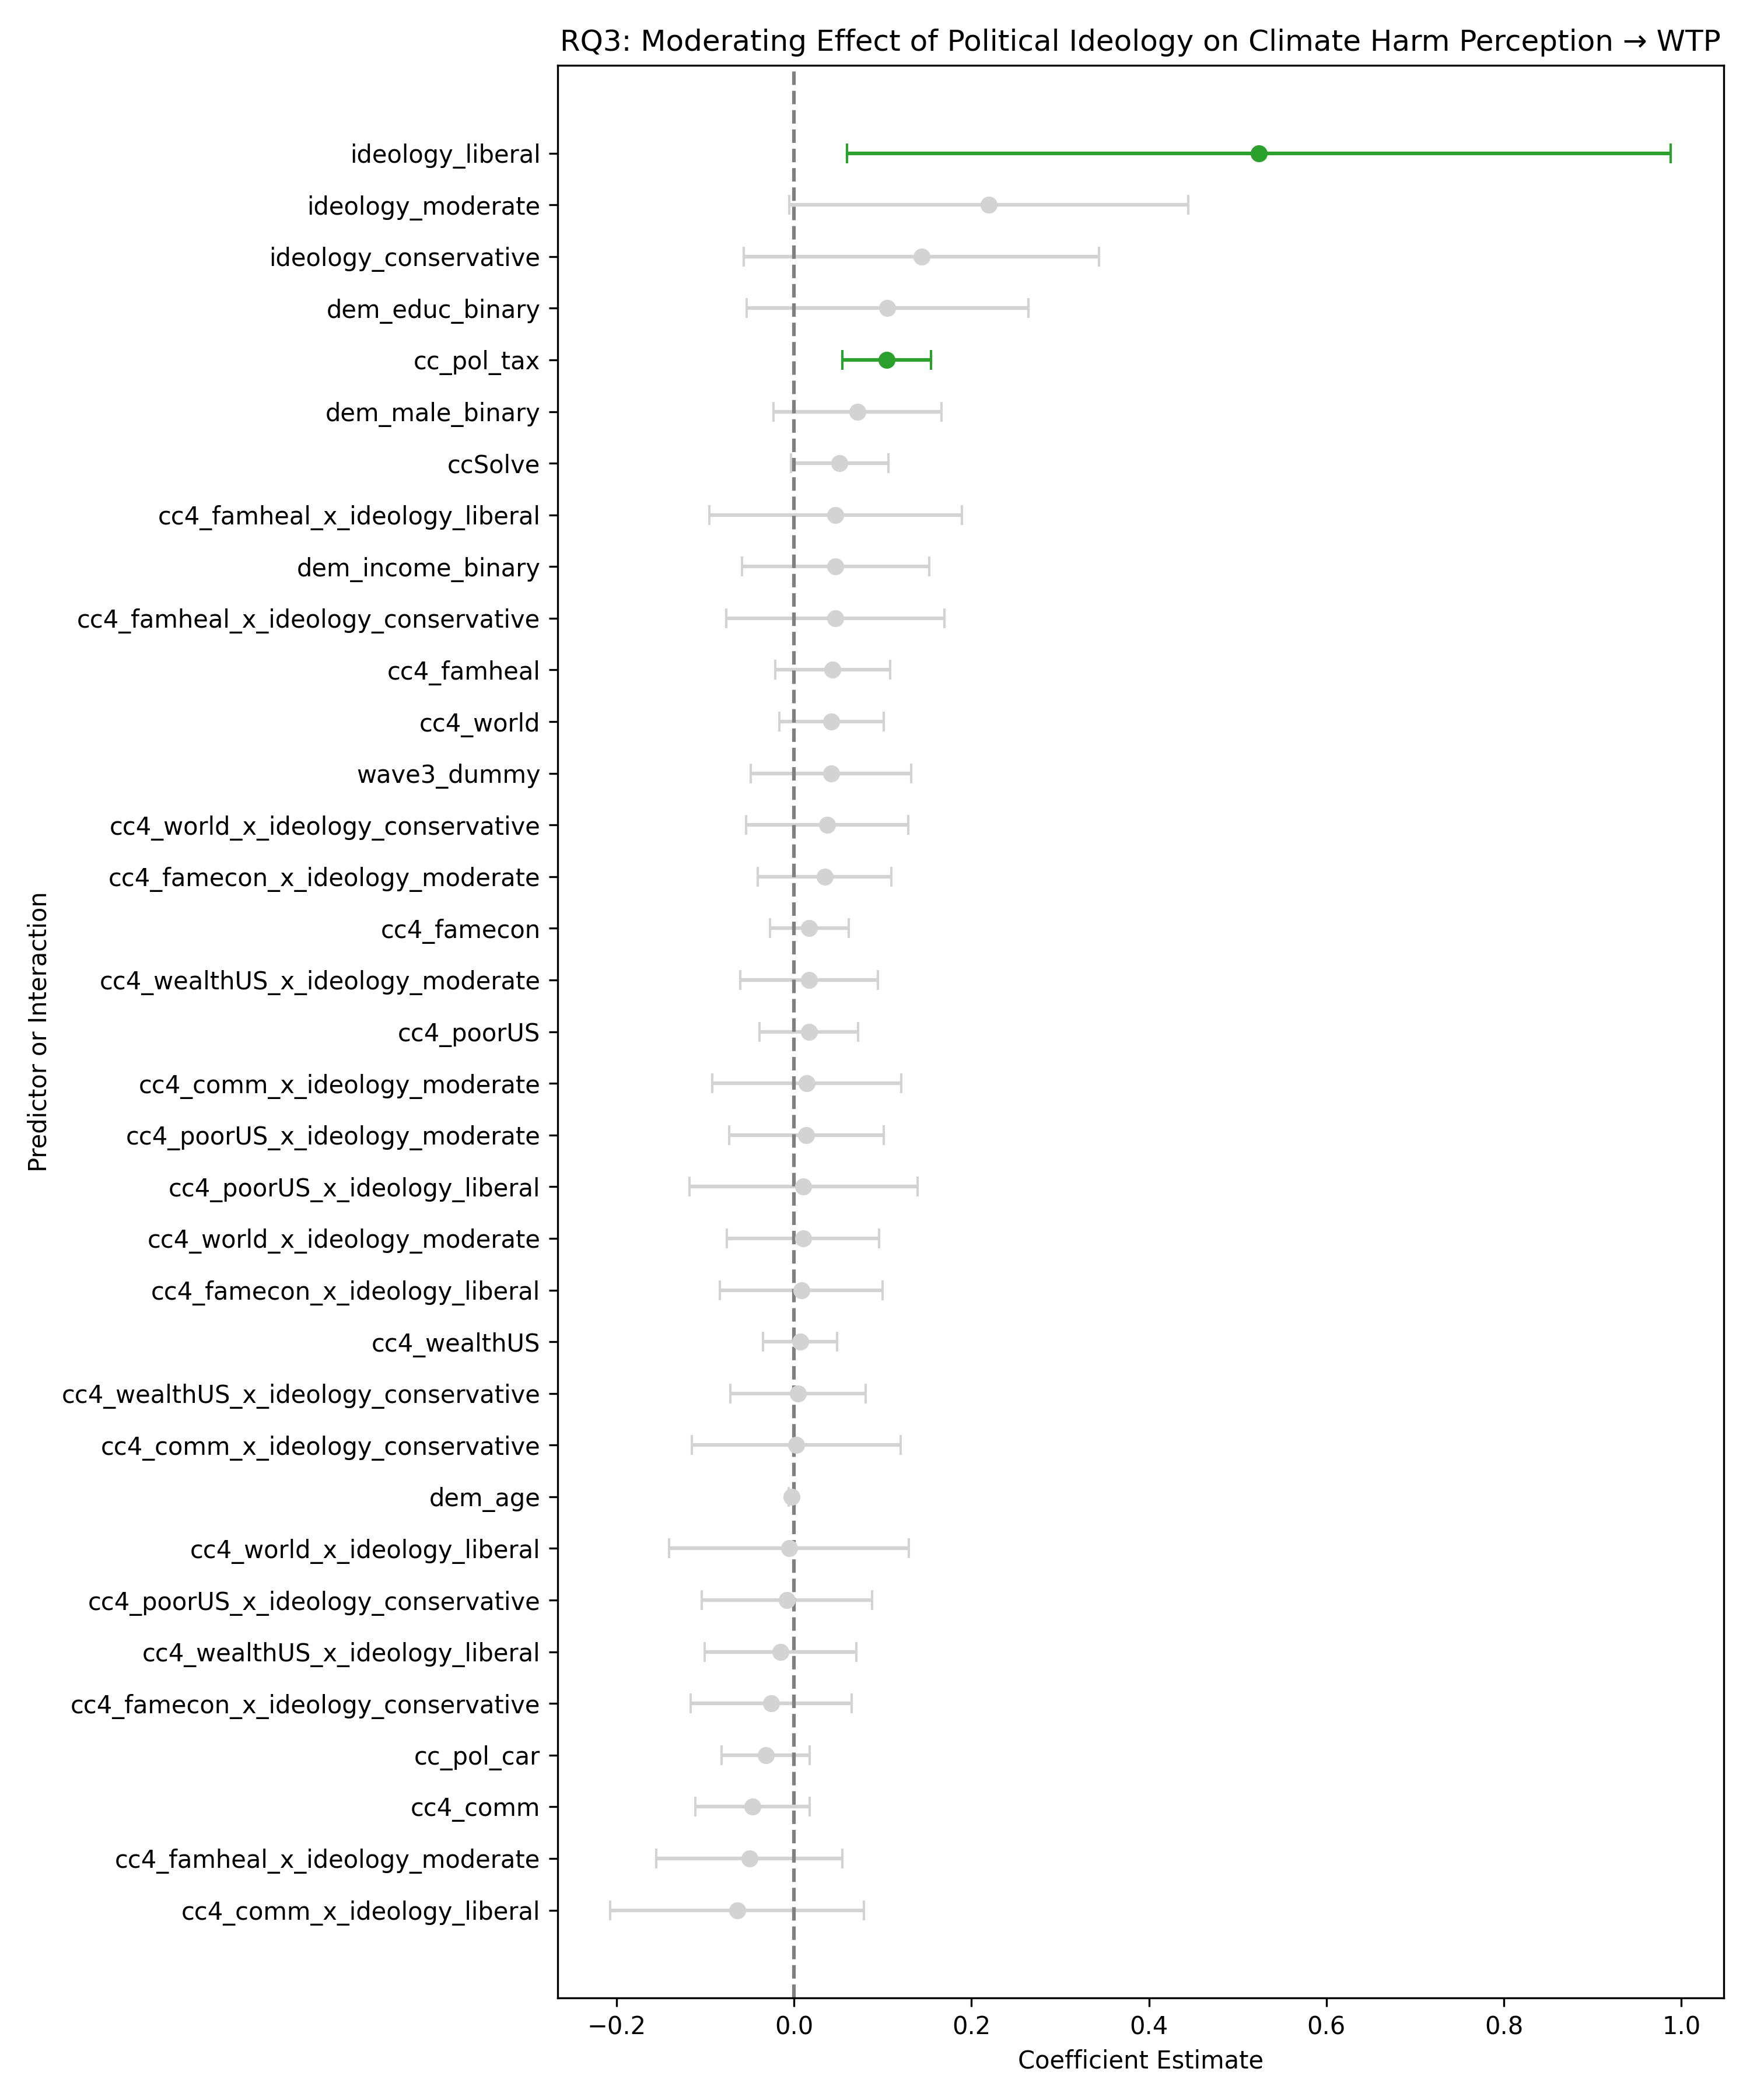 RQ3: Moderating Effect of Political Ideology on Climate Harm Perception → WTP
ideology_liberal
ideology_moderate
ideology_conservative
dem_educ_binary
cc_pol_tax
dem_male_binary
ccSolve
cc4_famheal_x_ideology_liberal
dem_income_binary
cc4_famheal_x_ideology_conservative
cc4_famheal
cc4_world
wave3_dummy
cc4_world_x_ideology_conservative
cc4_famecon_x_ideology_moderate
cc4_famecon
cc4_wealthUS_x_ideology_moderate
cc4_poorUS
cc4_comm_x_ideology_moderate
cc4_poorUS_x_ideology_moderate
cc4_poorUS_x_ideology_liberal
cc4_world_x_ideology_moderate
cc4_famecon_x_ideology_liberal
cc4_wealthUS
cc4_wealthUS_x_ideology_conservative
cc4_comm_x_ideology_conservative
dem_age
cc4_world_x_ideology_liberal
cc4_poorUS_x_ideology_conservative
cc4_wealthUS_x_ideology_liberal
cc4_famecon_x_ideology_conservative
cc_pol_car
cc4_comm
cc4_famheal_x_ideology_moderate
cc4_comm_x_ideology_liberal
Predictor or Interaction
−0.2 0.0 0.2 0.4 0.6 0.8 1.0
Coefficient Estimate